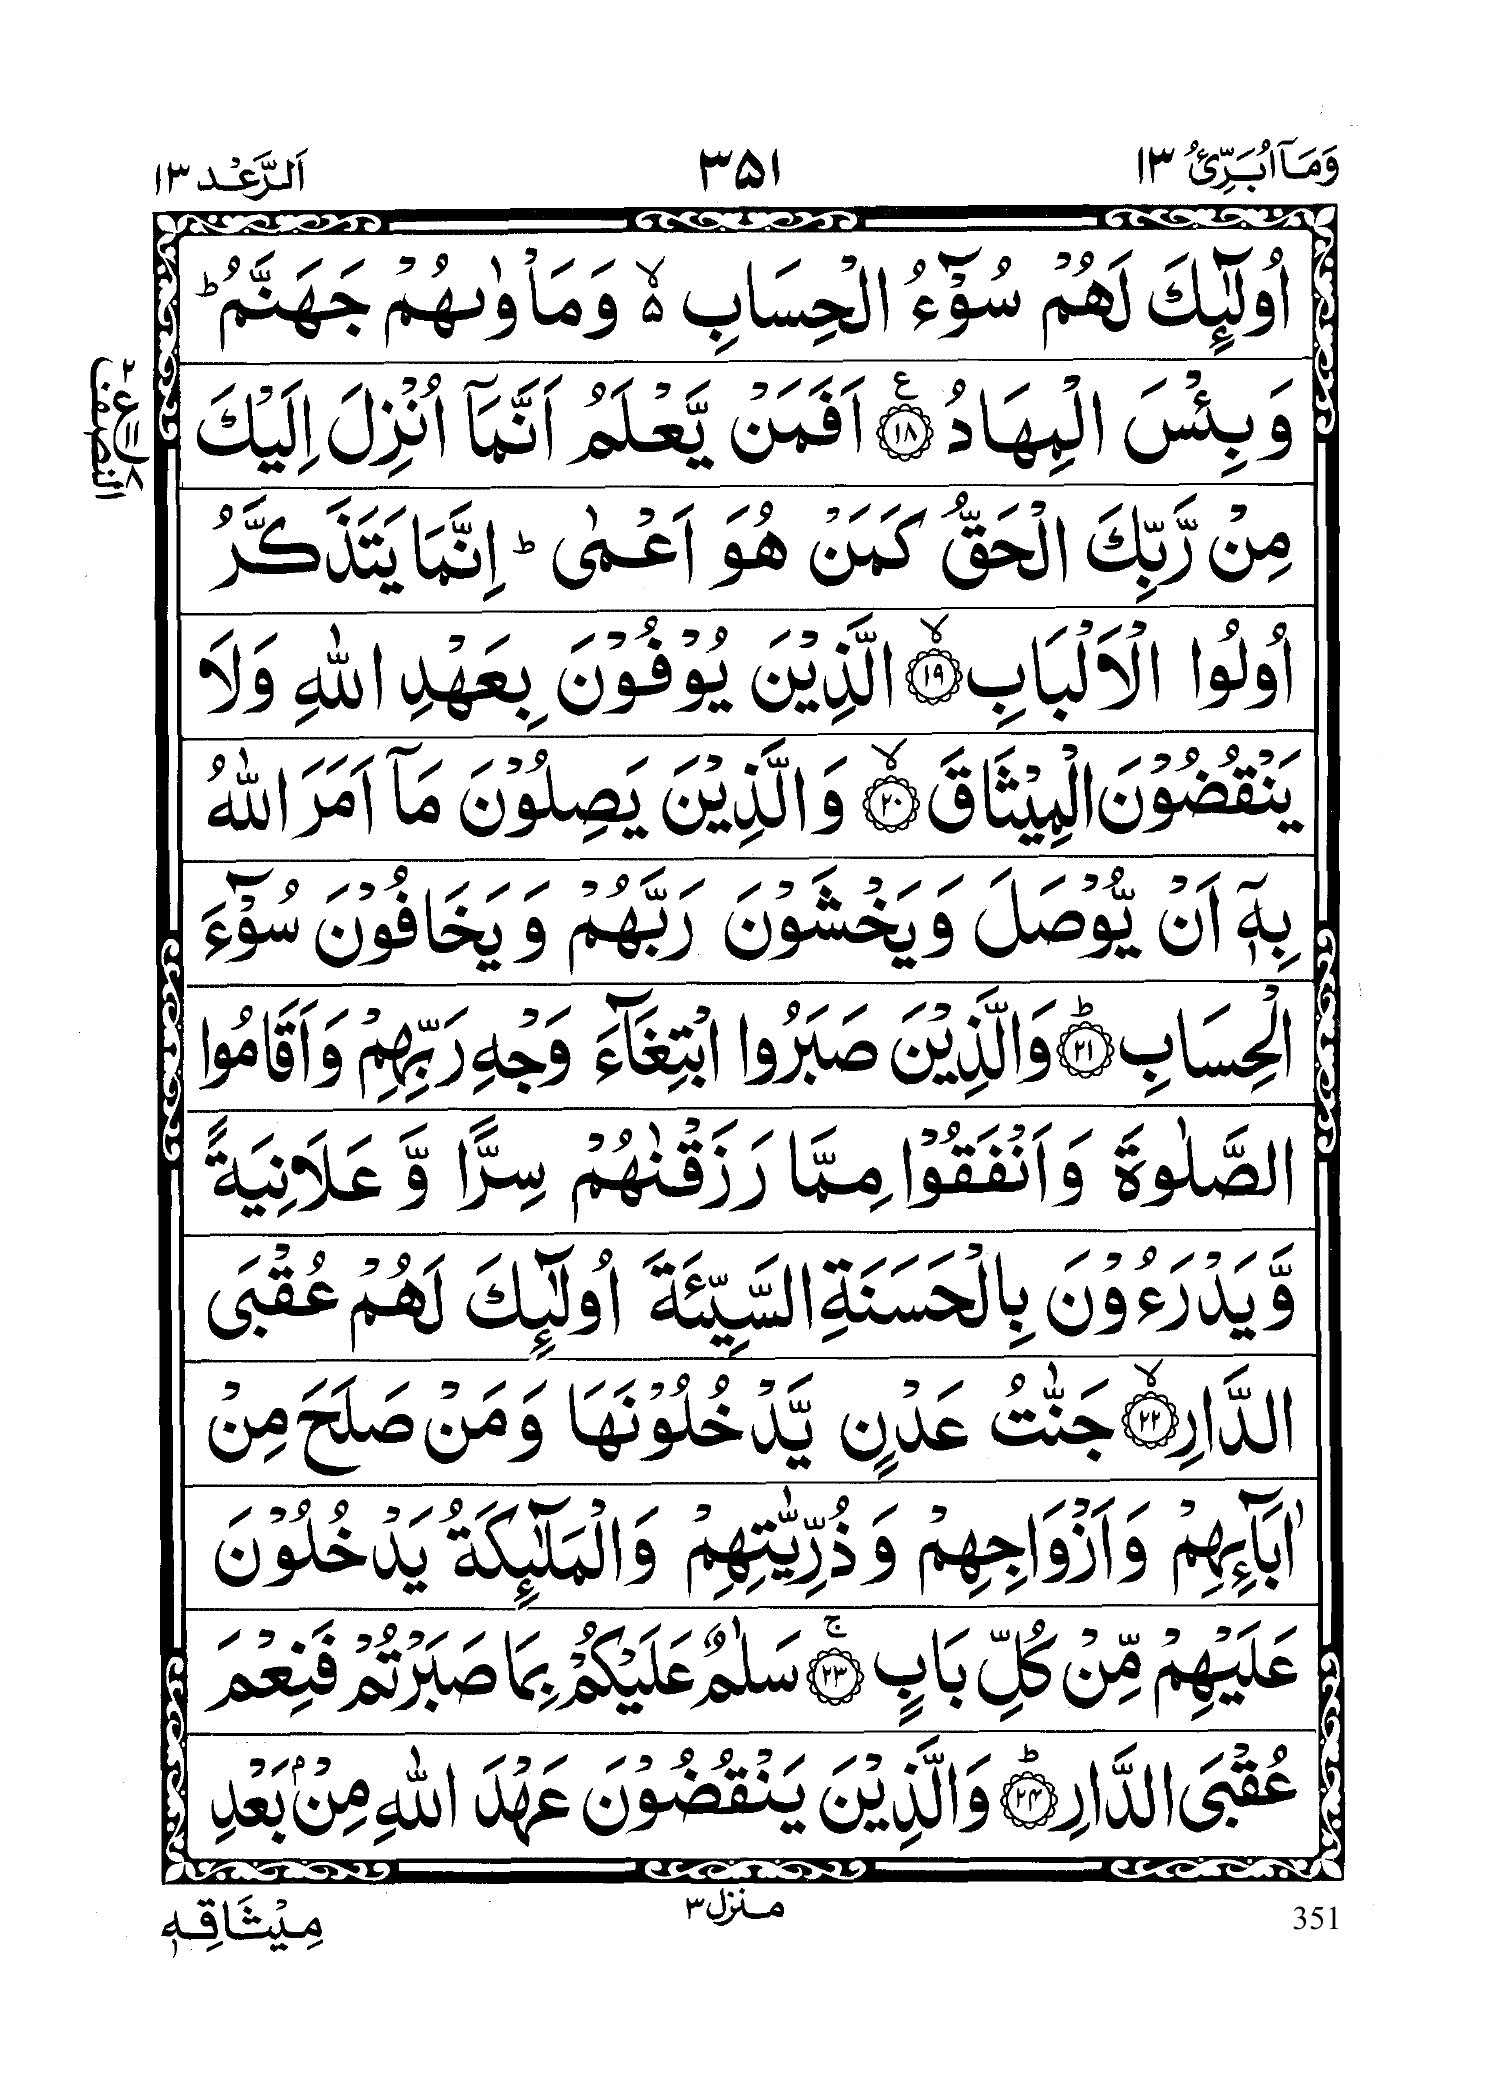 وَمَاۤ اُبَرِّئُ ۱۳
۳۵۱
اَلرَّعْد ۱۳
اُولٰٓئِكَ لَهُمْ سُوْٓءُ الْحِسَابِ ۙ۵ وَمَاْوٰىهُمْ جَهَنَّمُ ؕ
وَبِئْسَ الْمِهَادُ ﴿۱۸﴾ ع اَفَمَنْ يَّعْلَمُ اَنَّمَاۤ اُنْزِلَ اِلَيْكَ
مِنْ رَّبِّكَ الْحَقُّ كَمَنْ هُوَ اَعْمٰى ؕ اِنَّمَا يَتَذَكَّرُ
اُولُوا الْاَلْبَابِ ۙ﴿۱۹﴾ الَّذِيْنَ يُوْفُوْنَ بِعَهْدِ اللّٰهِ وَلَا
يَنْقُضُوْنَ الْمِيْثَاقَ ۙ﴿۲۰﴾ وَالَّذِيْنَ يَصِلُوْنَ مَاۤ اَمَرَ اللّٰهُ
بِهٖۤ اَنْ يُّوْصَلَ وَيَخْشَوْنَ رَبَّهُمْ وَيَخَافُوْنَ سُوْٓءَ
الْحِسَابِ ؕ﴿۲۱﴾ وَالَّذِيْنَ صَبَرُوا ابْتِغَآءَ وَجْهِ رَبِّهِمْ وَاَقَامُوا
الصَّلٰوةَ وَاَنْفَقُوْا مِمَّا رَزَقْنٰهُمْ سِرًّا وَّعَلَانِيَةً
وَّيَدْرَءُوْنَ بِالْحَسَنَةِ السَّيِّئَةَ اُولٰٓئِكَ لَهُمْ عُقْبَى
الدَّارِ ۙ﴿۲۲﴾ جَنّٰتُ عَدْنٍ يَّدْخُلُوْنَهَا وَمَنْ صَلَحَ مِنْ
اٰبَآئِهِمْ وَاَزْوَاجِهِمْ وَذُرِّيّٰتِهِمْ وَالْمَلٰٓئِكَةُ يَدْخُلُوْنَ
عَلَيْهِمْ مِّنْ كُلِّ بَابٍ ۚ﴿۲۳﴾ سَلٰمٌ عَلَيْكُمْ بِمَا صَبَرْتُمْ فَنِعْمَ
عُقْبَى الدَّارِ ؕ﴿۲۴﴾ وَالَّذِيْنَ يَنْقُضُوْنَ عَهْدَ اللّٰهِ مِنْۢ بَعْدِ
النصف
۲ ع ۱۱ ۸
351
منزل ۳
مِيْثَاقِهٖ